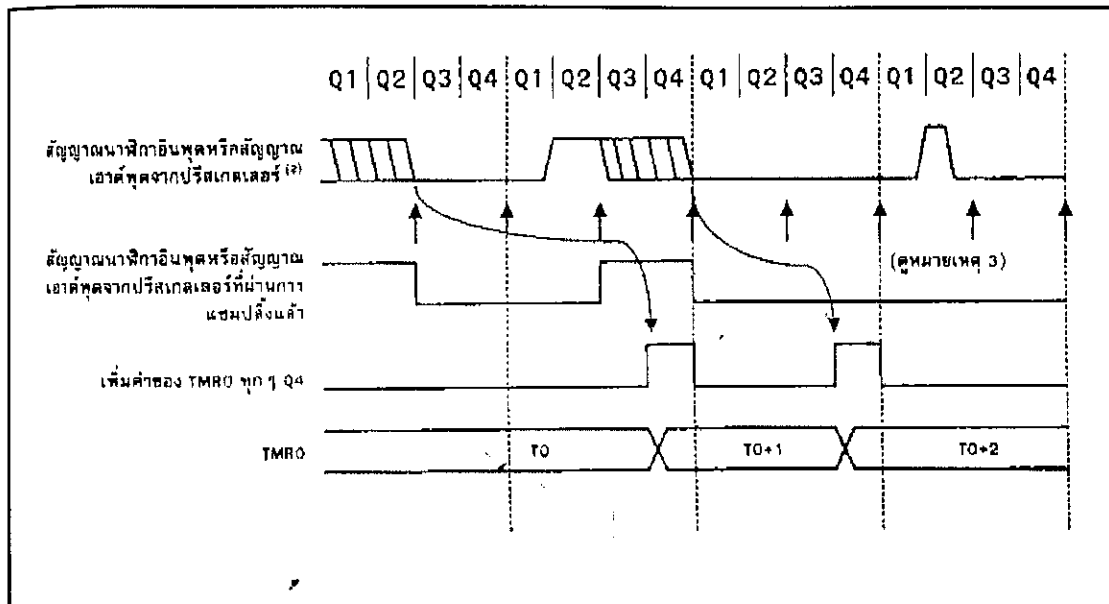 Q1 Q2 Q3 Q4 Q1 Q2 Q3 Q4 Q1 Q2 Q3 Q4 Q1 Q2 Q3 Q4
สัญญาณนาฬิกาอินพุตหรือสัญญาณ
เอาต์พุตจากปรีสเกลเลอร์ (2)
สัญญาณนาฬิกาอินพุตหรือสัญญาณ
เอาต์พุตจากปรีสเกลเลอร์ที่ผ่านการ
แซมปลิ้งแล้ว
(ดูหมายเหตุ 3)
เพิ่มค่าของ TMR0 ทุก ๆ Q4
TMR0 T0 T0+1 T0+2